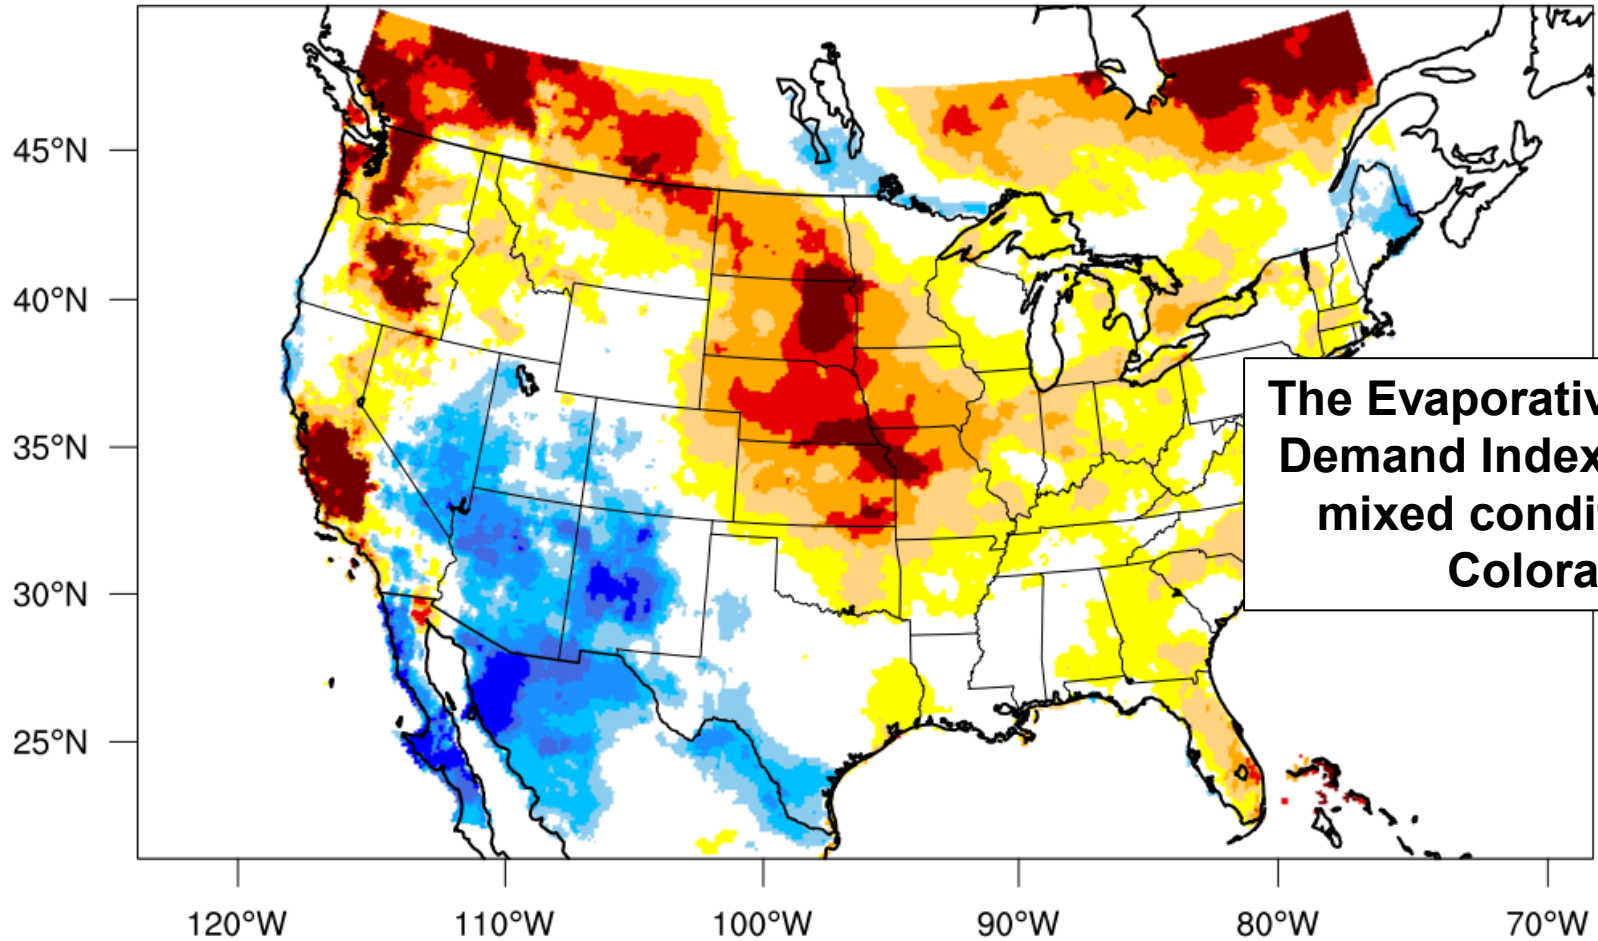 45°N
40°N
35°N
30°N
25°N
The Evaporativ
Demand Index
mixed condi
Colora
120°W 110°W 100°W 90°W 80°W 70°W